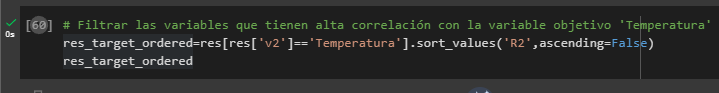 [60] # Filtrar las variables que tienen alta correlación con la variable objetivo 'Temperatura'
0s res_target_ordered=res[res['v2']=='Temperatura'].sort_values('R2',ascending=False)
res_target_ordered